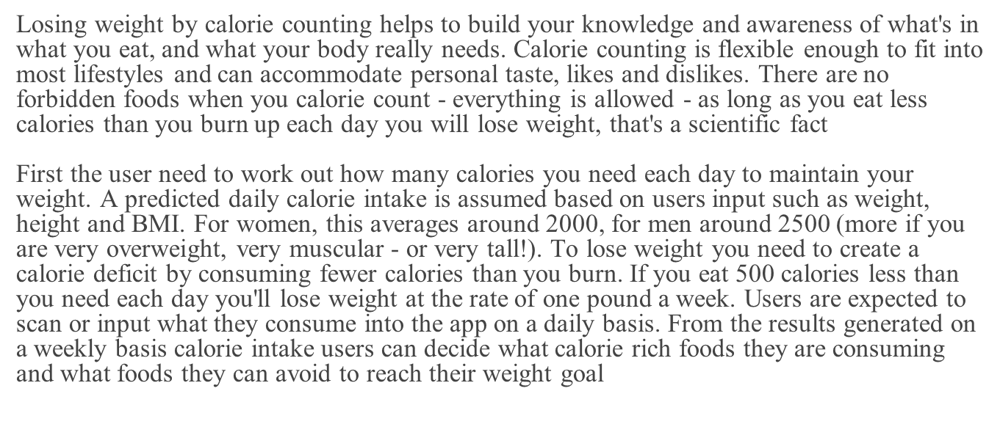 Losing weight by calorie counting helps to build your knowledge and awareness of what's in
what you eat, and what your body really needs. Calorie counting is flexible enough to fit into
most lifestyles and can accommodate personal taste, likes and dislikes. There are no
forbidden foods when you calorie count - everything is allowed - as long as you eat less
calories than you burn up each day you will lose weight, that's a scientific fact
First the user need to work out how many calories you need each day to maintain your
weight. A predicted daily calorie intake is assumed based on users input such as weight,
height and BMI. For women, this averages around 2000, for men around 2500 (more if you
are very overweight, very muscular - or very tall!). To lose weight you need to create a
calorie deficit by consuming fewer calories than you burn. If you eat 500 calories less than
you need each day you'll lose weight at the rate of one pound a week. Users are expected to
scan or input what they consume into the app on a daily basis. From the results generated on
a weekly basis calorie intake users can decide what calorie rich foods they are consuming
and what foods they can avoid to reach their weight goal